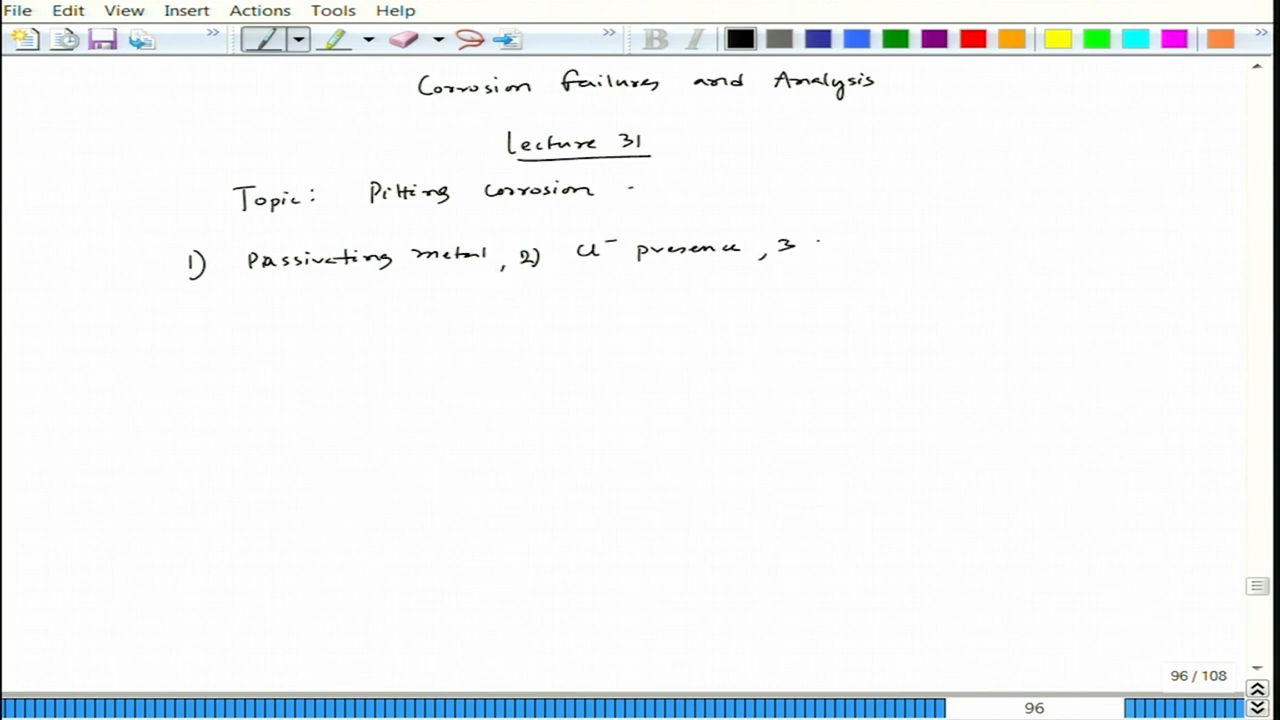 File Edit View Insert Actions Tools Help
B I
Corrosion Failures and Analysis
Lecture 31
Topic: Pitting corrosion -
1) Passivating metal, 2) Cl⁻ presence, 3
96 / 108
96